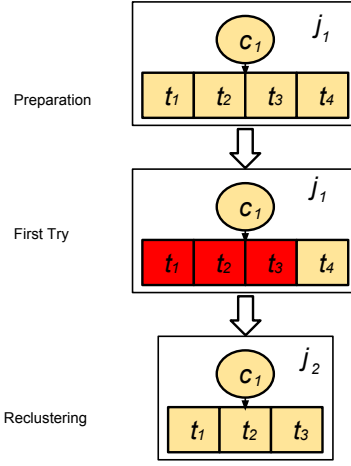 j1
c1
t1 t2 t3 t4
Preparation
j1
c1
First Try
t1 t2 t3 t4
j2
c1
Reclustering
t1 t2 t3